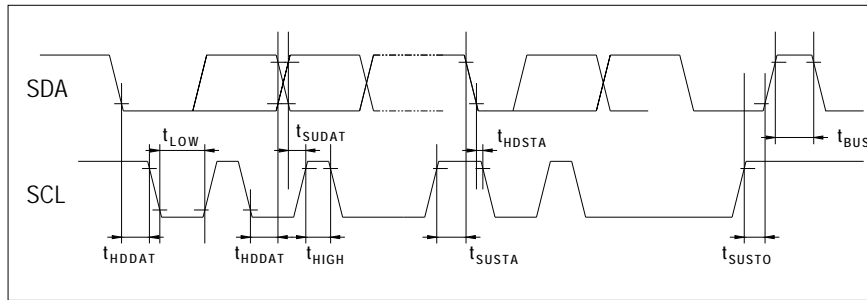 SDA
tLOW
tSUDAT
tHDSTA
tBUS
SCL
tHDDAT
tHDDAT
tHIGH
tSUSTA
tSUSTO